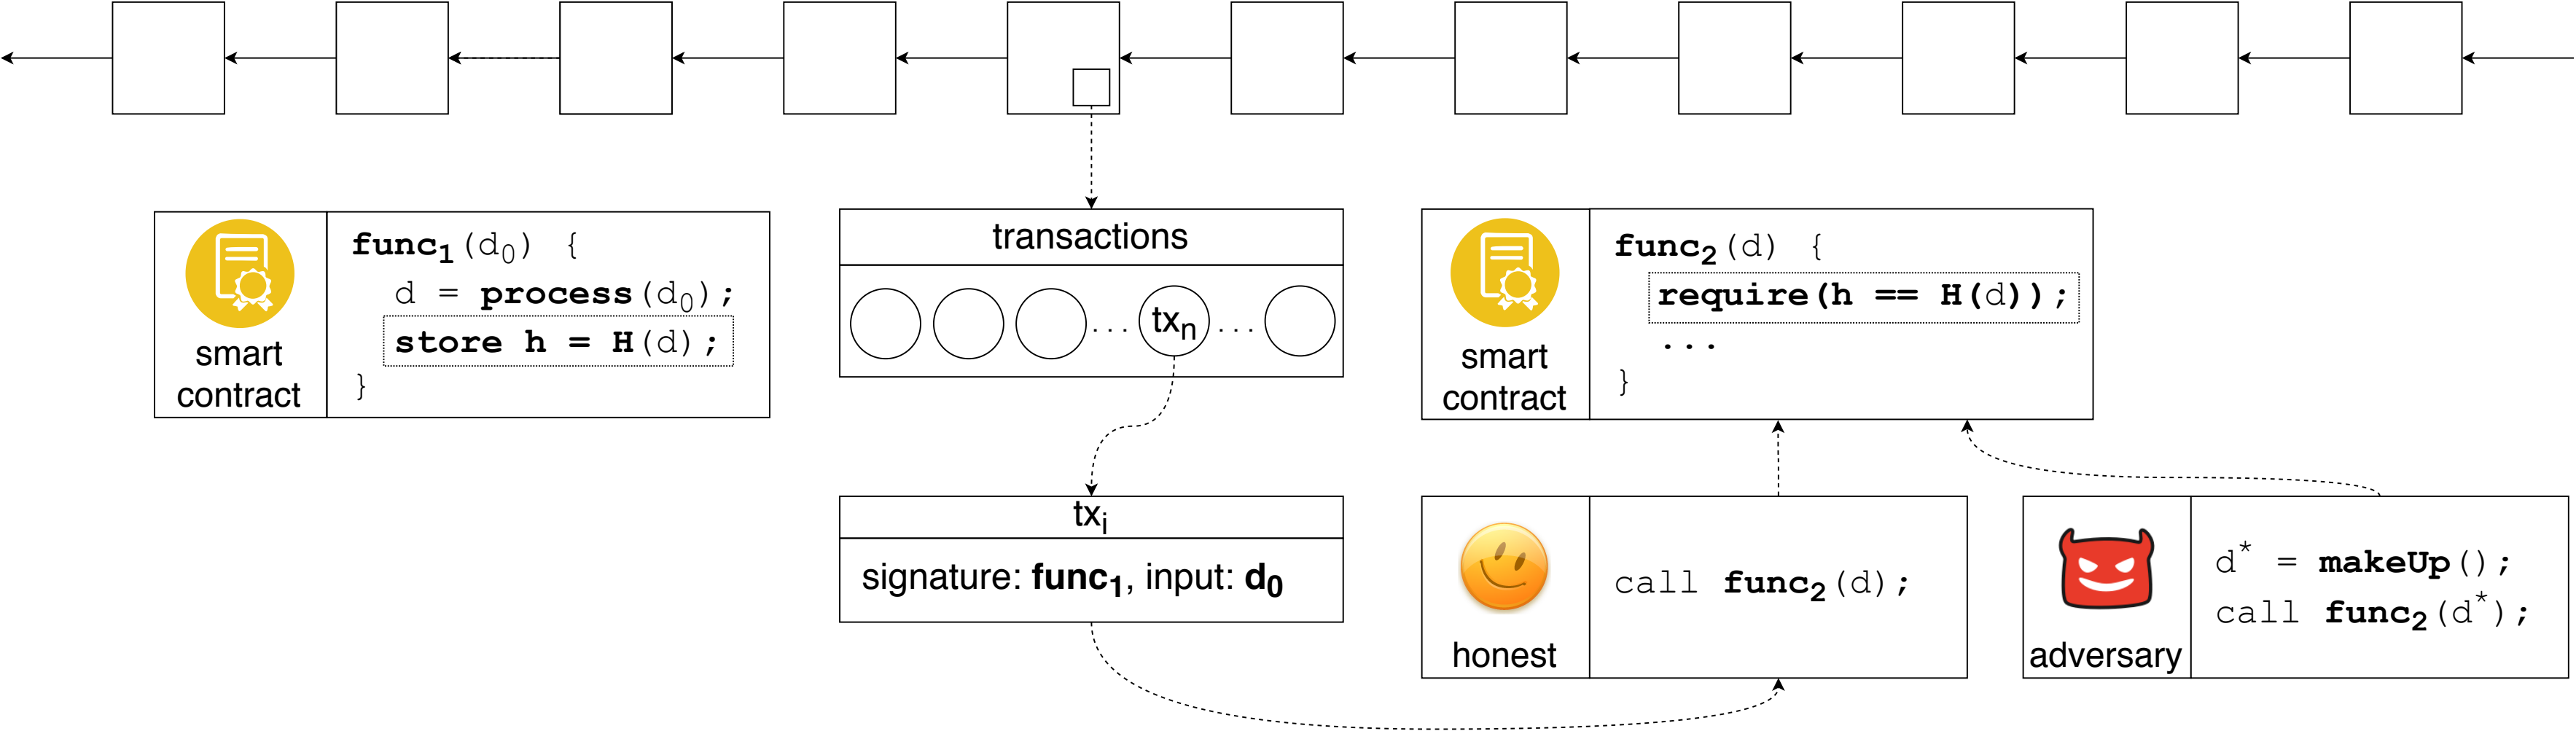 func₁(d₀) {
d = process(d₀);
store h = H(d);
}
smart
contract
transactions
... txₙ ...
txᵢ
signature: func₁, input: d₀
func₂(d) {
require(h == H(d));
...
}
smart
contract
call func₂(d);
honest
d* = makeUp();
call func₂(d*);
adversary